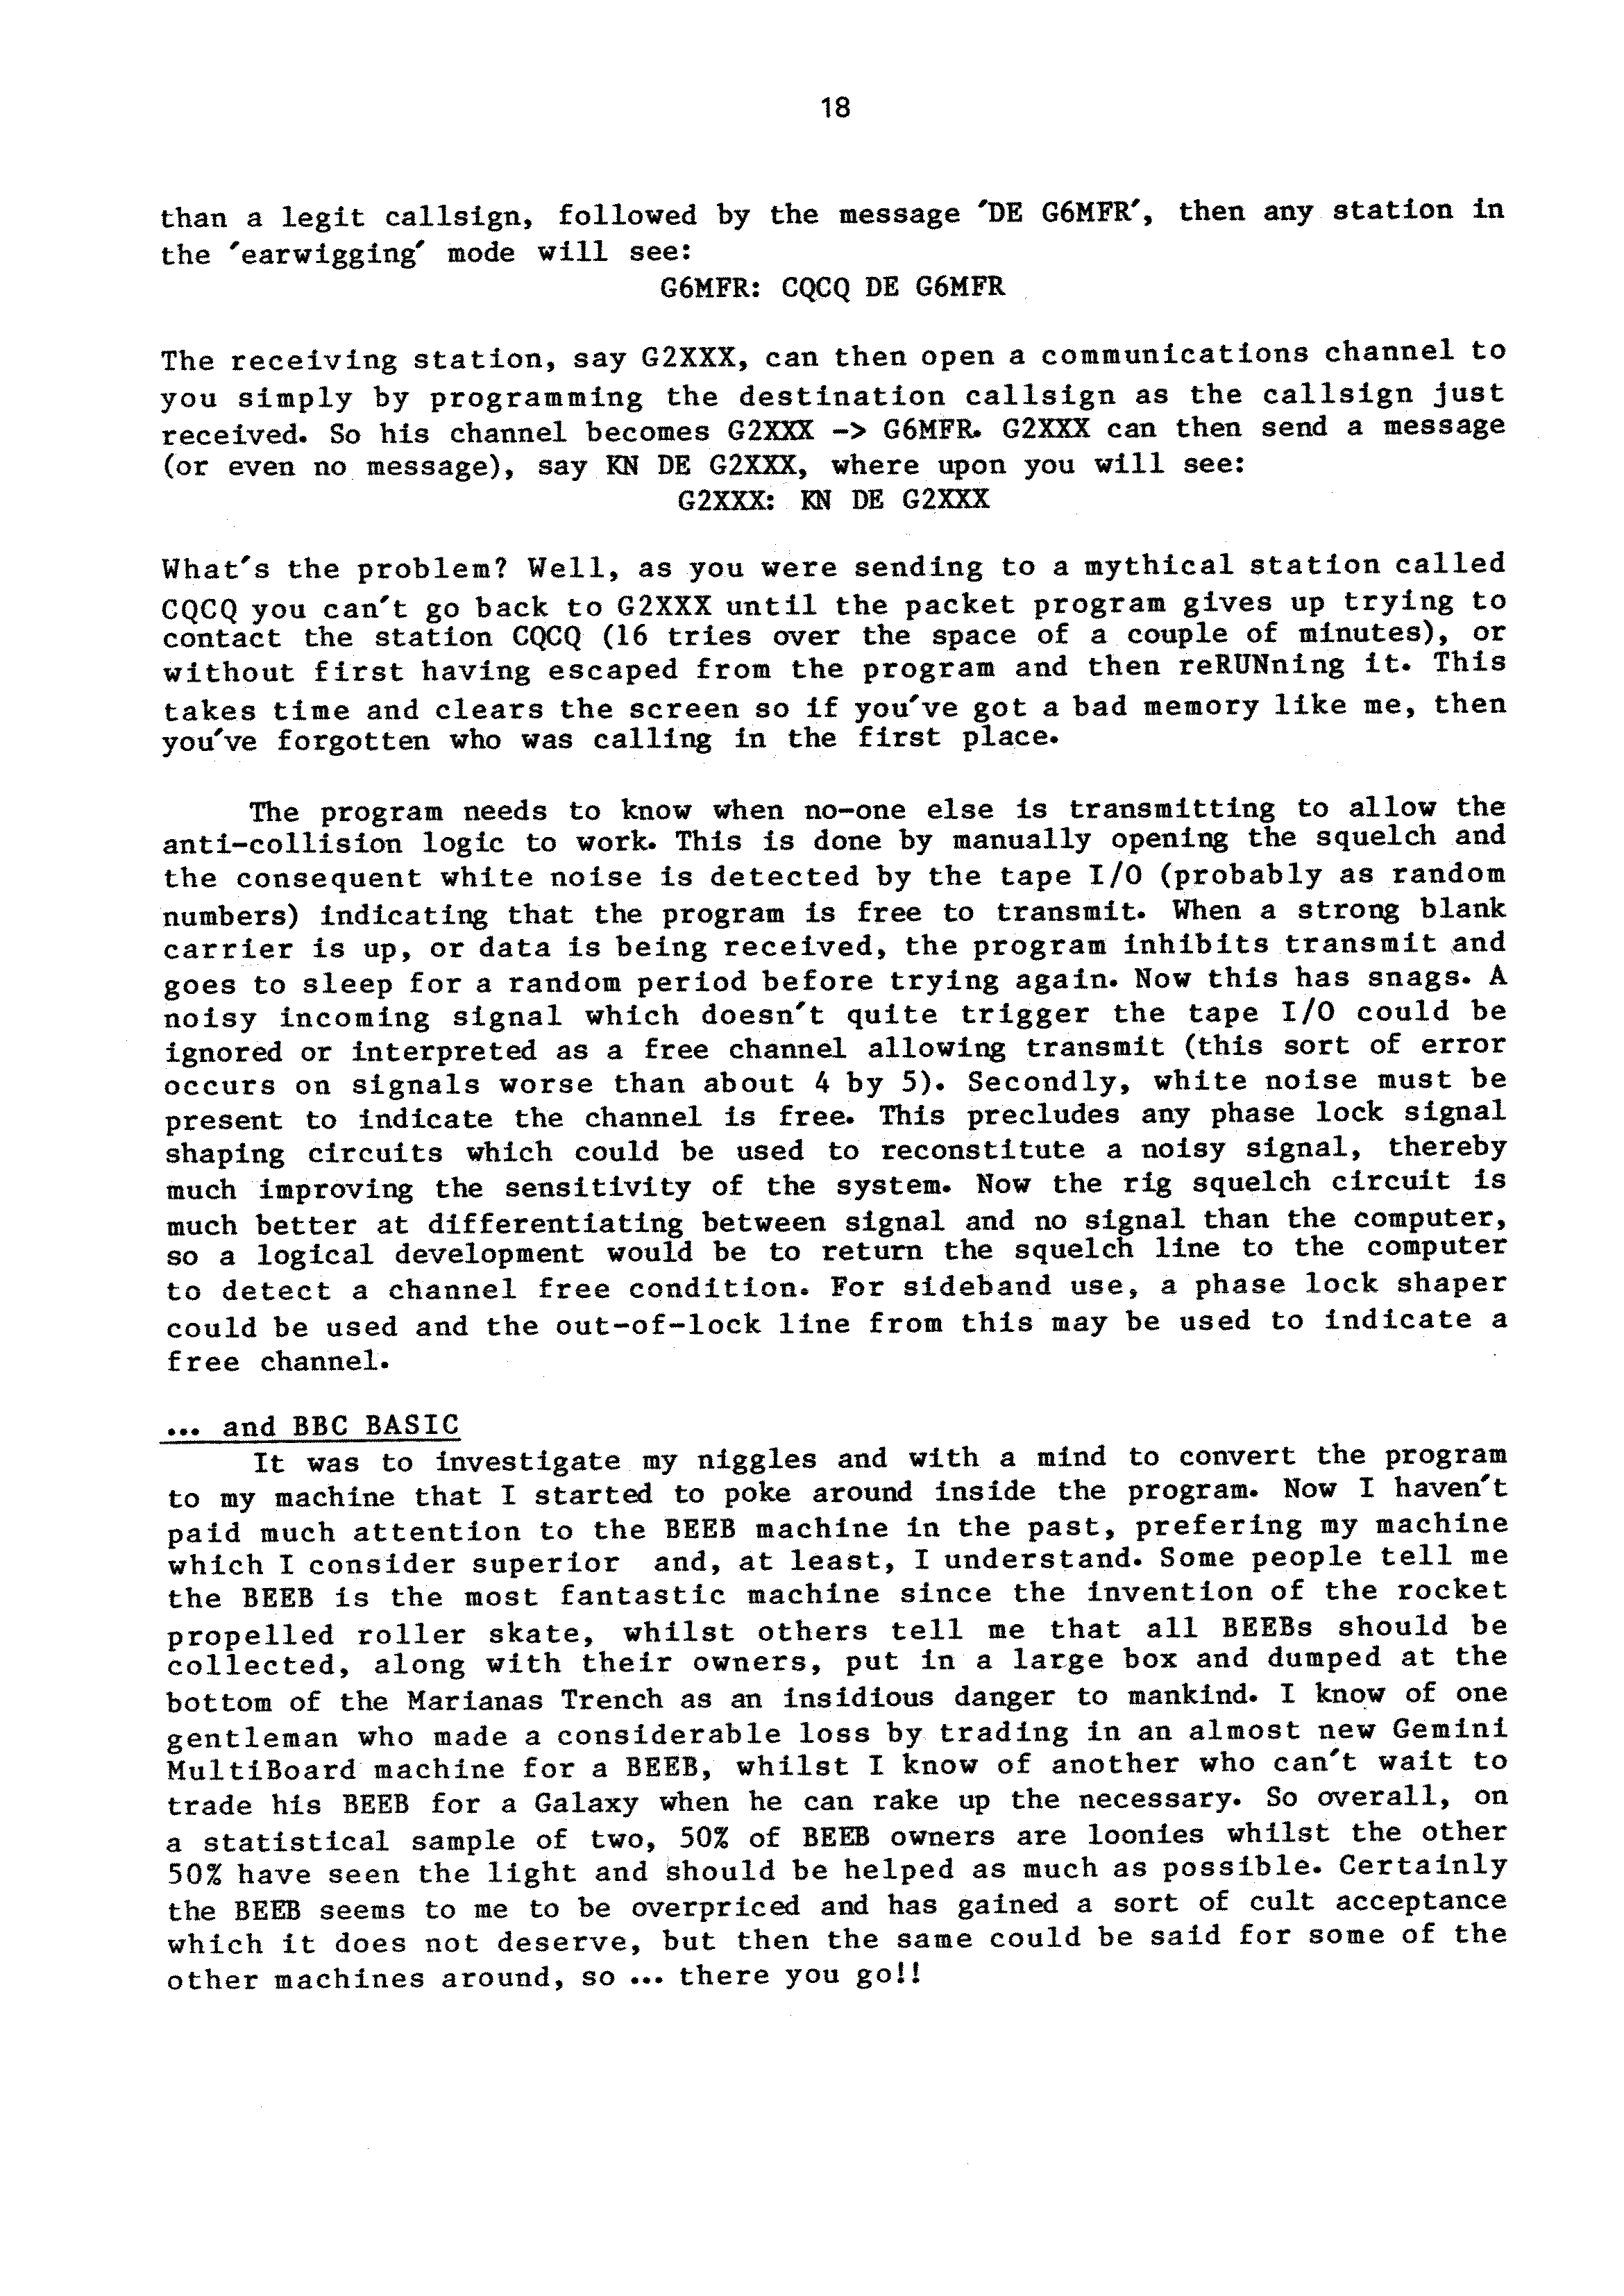 18
than a legit callsign, followed by the message 'DE G6MFR', then any station in
the 'earwigging' mode will see:
G6MFR: CQCQ DE G6MFR
The receiving station, say G2XXX, can then open a communications channel to
you simply by programming the destination callsign as the callsign just
received. So his channel becomes G2XXX -> G6MFR. G2XXX can then send a message
(or even no message), say KN DE G2XXX, where upon you will see:
G2XXX: KN DE G2XXX
What's the problem? Well, as you were sending to a mythical station called
CQCQ you can't go back to G2XXX until the packet program gives up trying to
contact the station CQCQ (16 tries over the space of a couple of minutes), or
without first having escaped from the program and then reRUNning it. This
takes time and clears the screen so if you've got a bad memory like me, then
you've forgotten who was calling in the first place.
The program needs to know when no-one else is transmitting to allow the
anti-collision logic to work. This is done by manually opening the squelch and
the consequent white noise is detected by the tape I/O (probably as random
numbers) indicating that the program is free to transmit. When a strong blank
carrier is up, or data is being received, the program inhibits transmit and
goes to sleep for a random period before trying again. Now this has snags. A
noisy incoming signal which doesn't quite trigger the tape I/O could be
ignored or interpreted as a free channel allowing transmit (this sort of error
occurs on signals worse than about 4 by 5). Secondly, white noise must be
present to indicate the channel is free. This precludes any phase lock signal
shaping circuits which could be used to reconstitute a noisy signal, thereby
much improving the sensitivity of the system. Now the rig squelch circuit is
much better at differentiating between signal and no signal than the computer,
so a logical development would be to return the squelch line to the computer
to detect a channel free condition. For sideband use, a phase lock shaper
could be used and the out-of-lock line from this may be used to indicate a
free channel.
... and BBC BASIC
It was to investigate my niggles and with a mind to convert the program
to my machine that I started to poke around inside the program. Now I haven't
paid much attention to the BEEB machine in the past, prefering my machine
which I consider superior and, at least, I understand. Some people tell me
the BEEB is the most fantastic machine since the invention of the rocket
propelled roller skate, whilst others tell me that all BEEBs should be
collected, along with their owners, put in a large box and dumped at the
bottom of the Marianas Trench as an insidious danger to mankind. I know of one
gentleman who made a considerable loss by trading in an almost new Gemini
MultiBoard machine for a BEEB, whilst I know of another who can't wait to
trade his BEEB for a Galaxy when he can rake up the necessary. So overall, on
a statistical sample of two, 50% of BEEB owners are loonies whilst the other
50% have seen the light and should be helped as much as possible. Certainly
the BEEB seems to me to be overpriced and has gained a sort of cult acceptance
which it does not deserve, but then the same could be said for some of the
other machines around, so ... there you go!!